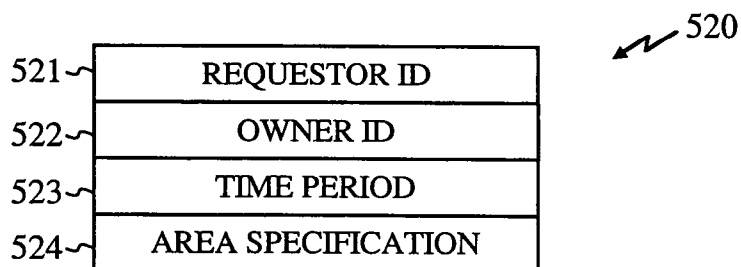 520
521 REQUESTOR ID
522 OWNER ID
523 TIME PERIOD
524 AREA SPECIFICATION